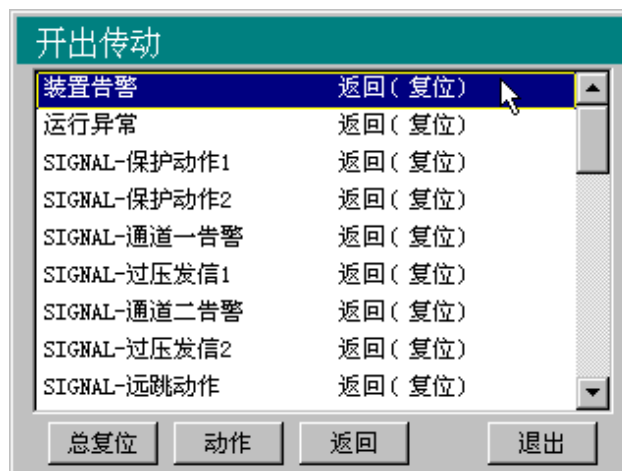 开出传动
装置告警 返回( 复位)
运行异常 返回( 复位)
SIGNAL-保护动作1 返回( 复位)
SIGNAL-保护动作2 返回( 复位)
SIGNAL-通道一告警 返回( 复位)
SIGNAL-过压发信1 返回( 复位)
SIGNAL-通道二告警 返回( 复位)
SIGNAL-过压发信2 返回( 复位)
SIGNAL-远跳动作 返回( 复位)
总复位 动作 返回 退出